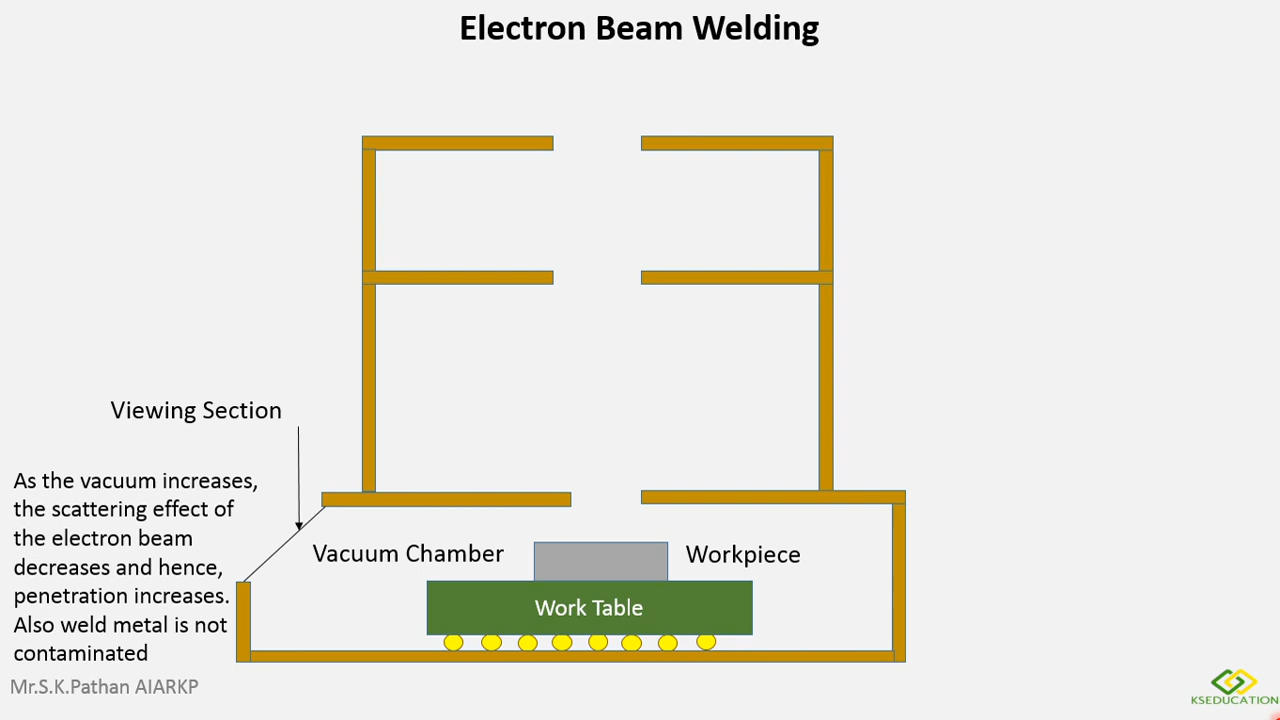 Electron Beam Welding
Viewing Section
As the vacuum increases,
the scattering effect of
the electron beam
decreases and hence,
penetration increases.
Also weld metal is not
contaminated
Vacuum Chamber
Workpiece
Work Table
Mr.S.K.Pathan AIARKP
KSEDUCATION